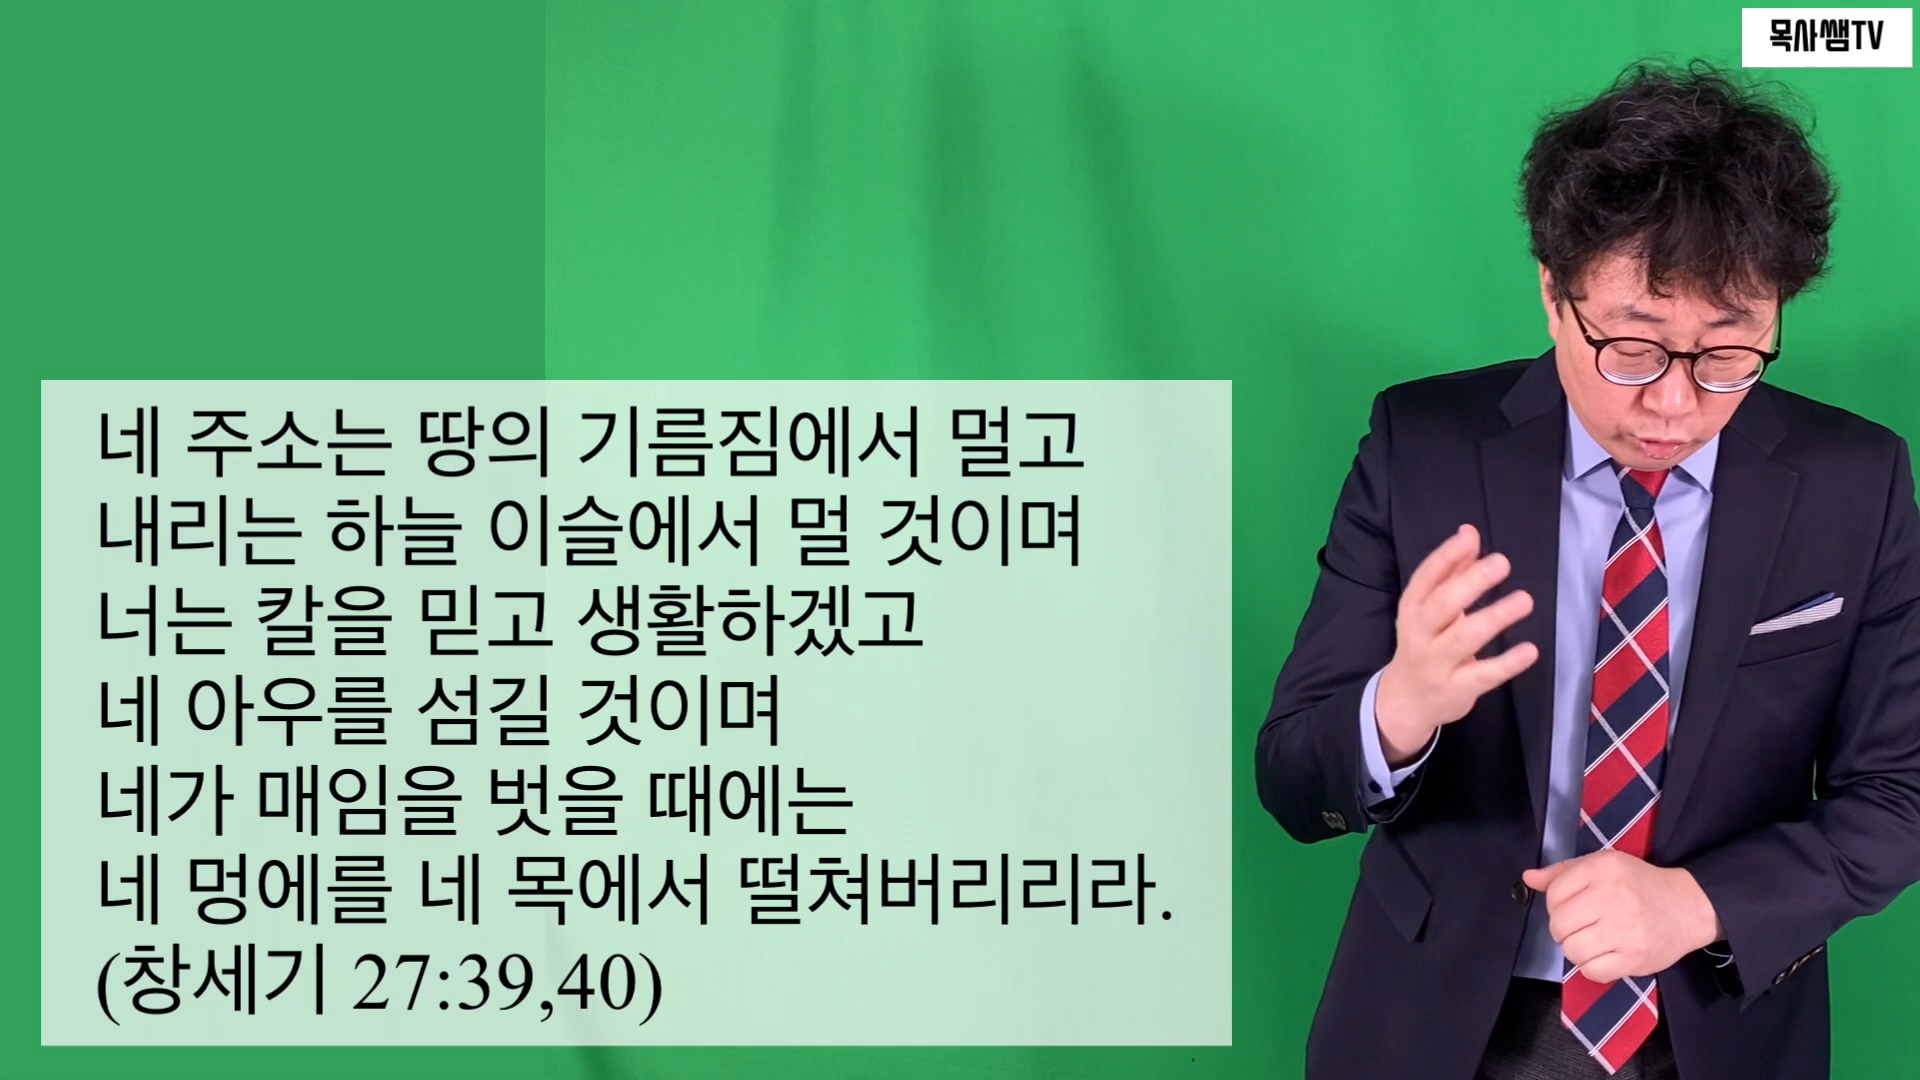 목사쌤TV
네 주소는 땅의 기름짐에서 멀고
내리는 하늘 이슬에서 멀 것이며
너는 칼을 믿고 생활하겠고
네 아우를 섬길 것이며
네가 매임을 벗을 때에는
네 멍에를 네 목에서 떨쳐버리리라.
(창세기 27:39,40)